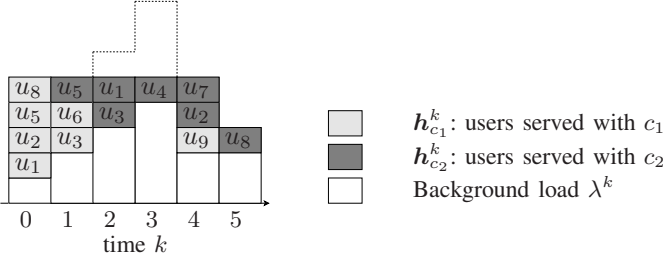 u₈ u₅ u₁ u₄ u₇
u₅ u₆ u₃ u₂
u₂ u₃ u₉ u₈
u₁
0 1 2 3 4 5
time k
h^k_{c₁}: users served with c₁
h^k_{c₂}: users served with c₂
Background load λ^k